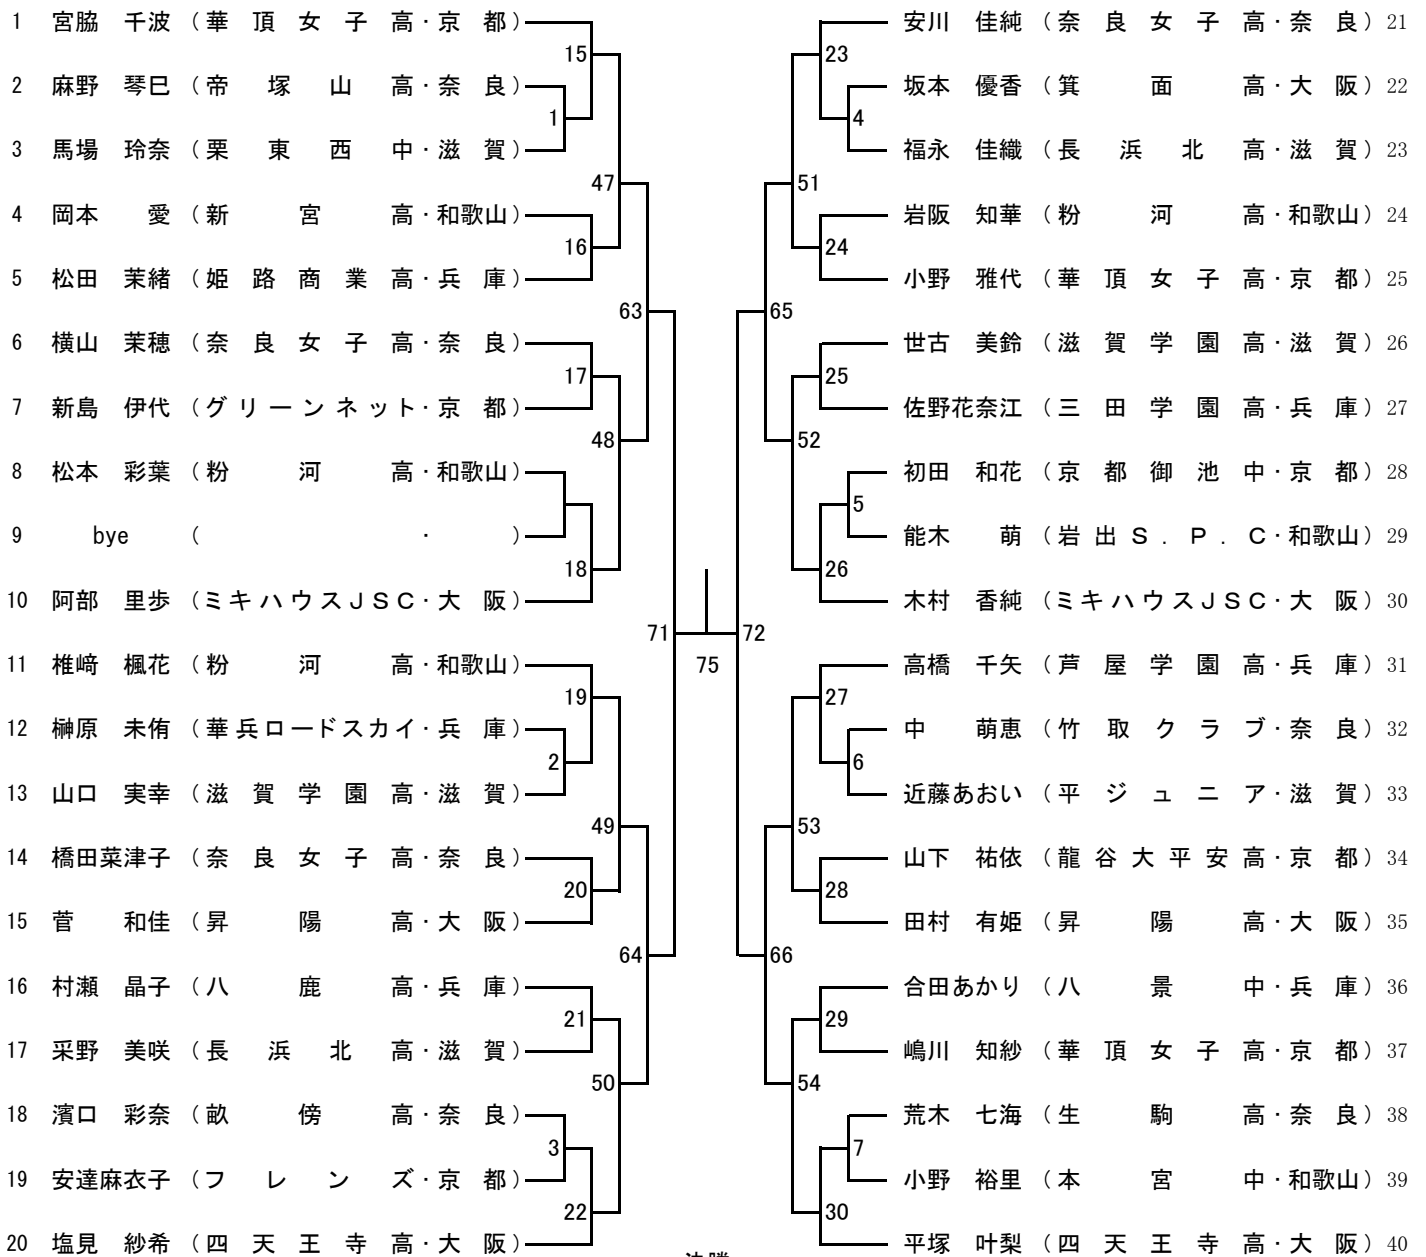 1 宮脇 千波 (華頂女子高・京都)
2 麻野 琴巳 (帝塚山高・奈良)
3 馬場 玲奈 (栗東西中・滋賀)
4 岡本 愛 (新宮高・和歌山)
5 松田 茉緒 (姫路商業高・兵庫)
6 横山 茉穂 (奈良女子高・奈良)
7 新島 伊代 (グリーンネット・京都)
8 松本 彩葉 (粉河高・和歌山)
9 bye ( ・ )
10 阿部 里歩 (ミキハウスJSC・大阪)
11 椎﨑 楓花 (粉河高・和歌山)
12 榊原 未侑 (華兵ロードスカイ・兵庫)
13 山口 実幸 (滋賀学園高・滋賀)
14 橋田菜津子 (奈良女子高・奈良)
15 菅 和佳 (昇陽高・大阪)
16 村瀬 晶子 (八鹿高・兵庫)
17 采野 美咲 (長浜北高・滋賀)
18 濱口 彩奈 (畝傍高・奈良)
19 安達麻衣子 (フレンズ・京都)
20 塩見 紗希 (四天王寺高・大阪)
15
1
47
16
63
17
48
18
71
19
2
49
20
64
21
50
3
22
75
23
4
51
24
65
25
52
5
26
72
27
6
53
28
66
29
54
7
30
安川 佳純 (奈良女子高・奈良) 21
坂本 優香 (箕面高・大阪) 22
福永 佳織 (長浜北高・滋賀) 23
岩阪 知華 (粉河高・和歌山) 24
小野 雅代 (華頂女子高・京都) 25
世古 美鈴 (滋賀学園高・滋賀) 26
佐野花奈江 (三田学園高・兵庫) 27
初田 和花 (京都御池中・京都) 28
能木 萌 (岩出S.P.C・和歌山) 29
木村 香純 (ミキハウスJSC・大阪) 30
高橋 千矢 (芦屋学園高・兵庫) 31
中 萌恵 (竹取クラブ・奈良) 32
近藤あおい (平ジュニア・滋賀) 33
山下 祐依 (龍谷大平安高・京都) 34
田村 有姫 (昇陽高・大阪) 35
合田あかり (八景中・兵庫) 36
嶋川 知紗 (華頂女子高・京都) 37
荒木 七海 (生駒高・奈良) 38
小野 裕里 (本宮中・和歌山) 39
平塚 叶梨 (四天王寺高・大阪) 40